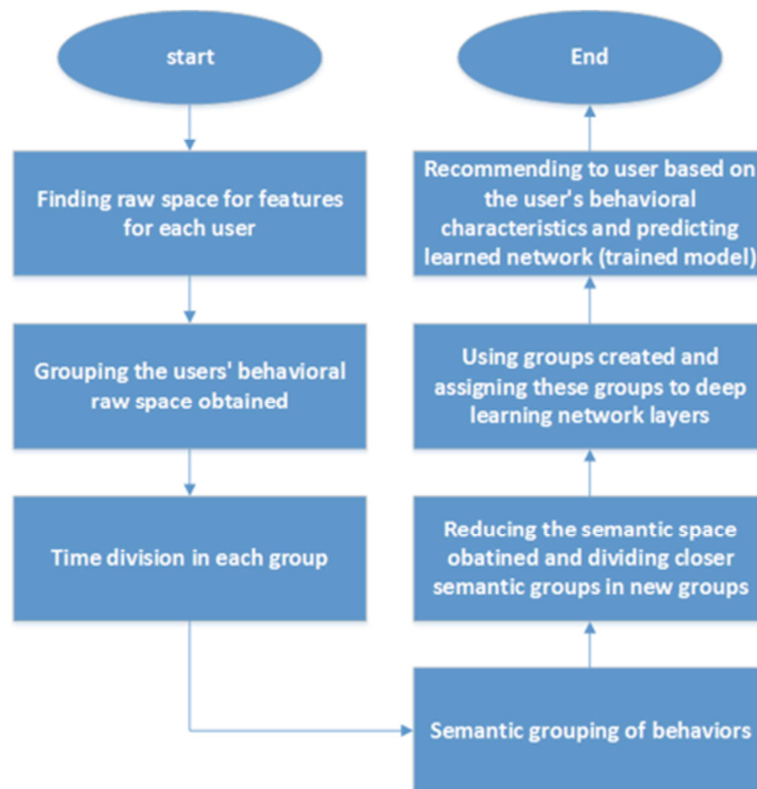 start
Finding raw space for features
for each user
Grouping the users' behavioral
raw space obtained
Time division in each group
Semantic grouping of behaviors
Reducing the semantic space
obatined and dividing closer
semantic groups in new groups
Using groups created and
assigning these groups to deep
learning network layers
Recommending to user based on
the user's behavioral
characteristics and predicting
learned network (trained model)
End